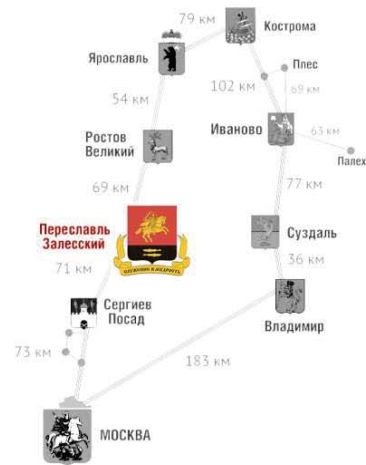 79 км
Кострома
Ярославль
Плес
102 км
69 км
54 км
Иваново
63 км
Ростов
Великий
Палех
69 км
77 км
Переславль
Залесский
Суздаль
71 км
36 км
Сергиев
Посад
Владимир
73 км
183 км
МОСКВА